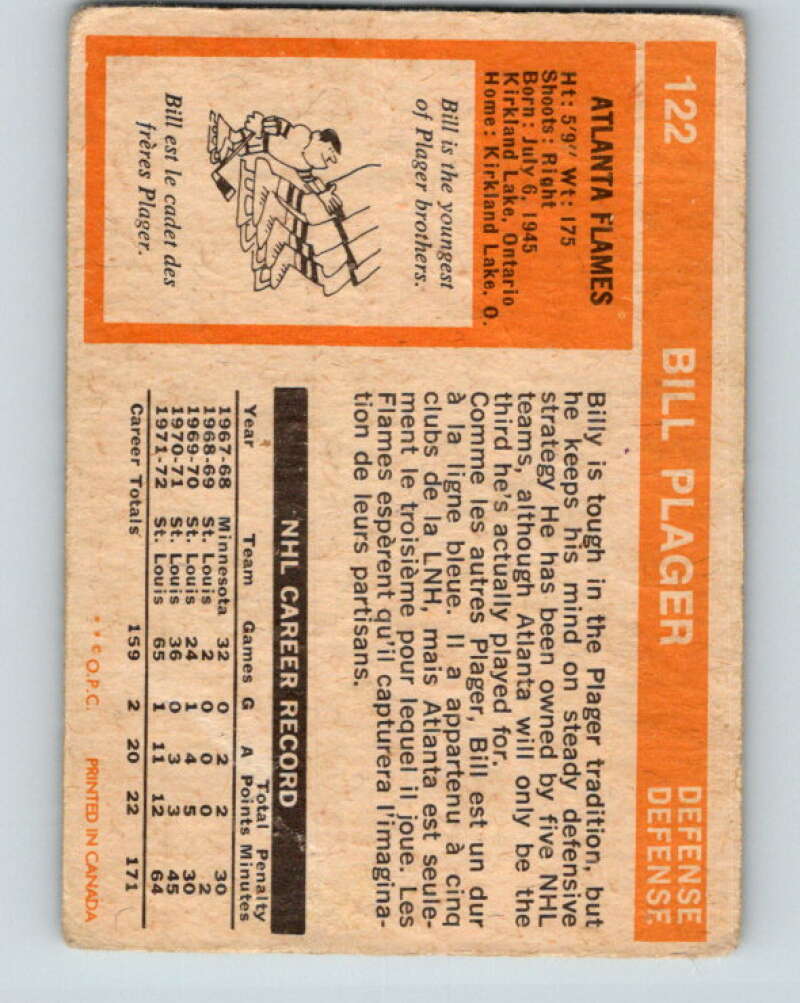 122 BILL PLAGER DEFENSE
DEFENSE
ATLANTA FLAMES
Ht: 5'9" Wt: 175
Shoots: Right
Born: July 6, 1945
Kirkland Lake, Ontario
Home: Kirkland Lake, O.
Bill is the youngest
of Plager brothers.
Bill est le cadet des
frères Plager.
Billy is tough in the Plager tradition, but
he keeps his mind on steady defensive
strategy He has been owned by five NHL
teams, although Atlanta will only be the
third he's actually played for.
Comme les autres Plager, Bill est un dur
à la ligne bleue. Il a appartenu à cinq
clubs de la LNH, mais Atlanta est seule-
ment le troisième pour lequel il joue. Les
Flames espèrent qu'il capturera l'imagina-
tion de leurs partisans.
NHL CAREER RECORD
Total Penalty
Year Team Games G A Points Minutes
1967-68 Minnesota 32 0 2 2 30
1968-69 St. Louis 2 0 0 0 2
1969-70 St. Louis 24 1 4 5 30
1970-71 St. Louis 36 0 3 3 45
1971-72 St. Louis 65 1 11 12 64
Career Totals 159 2 20 22 171
**© O.P.C. PRINTED IN CANADA